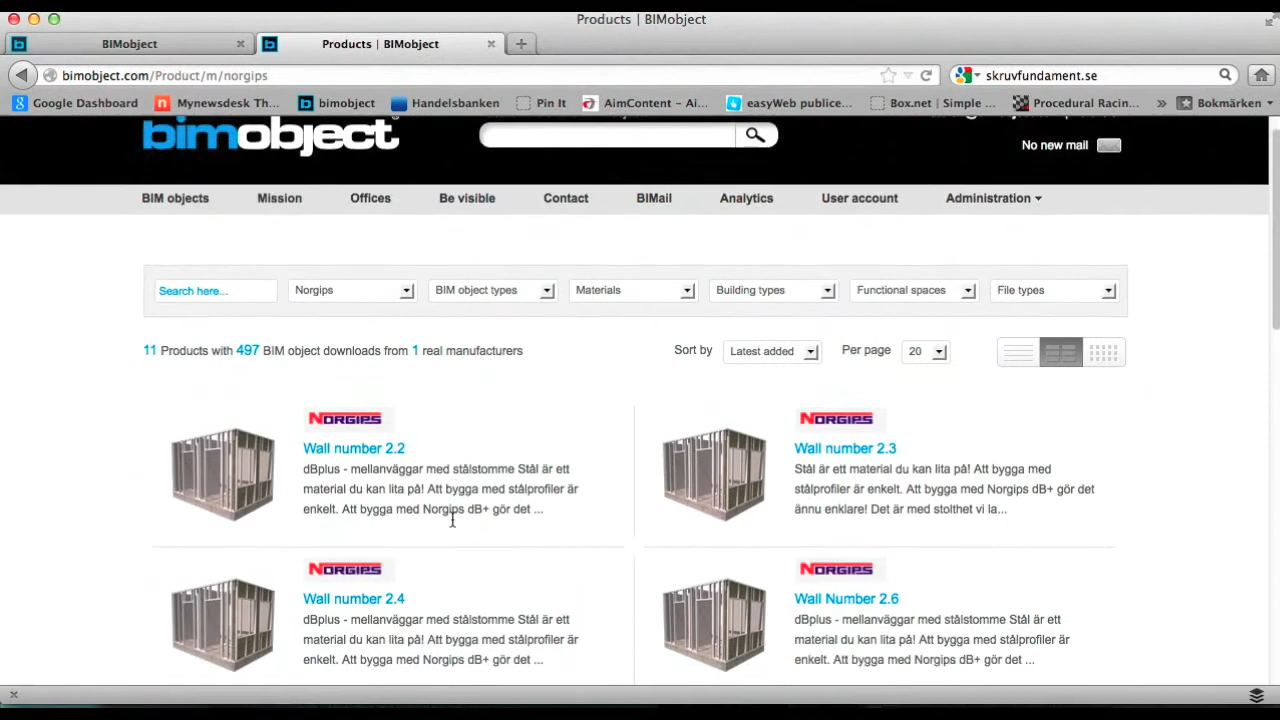 Products | BIMobject
BIMobject
Products | BIMobject
bimobject.com/Product/m/norgips
skruvfundament.se
Google Dashboard
Mynewsdesk Th...
bimobject
Handelsbanken
Pin It
AimContent - Ai...
easyWeb publice...
Box.net | Simple ...
Procedural Racin...
Bokmärken
bimobject
No new mail
BIM objects
Mission
Offices
Be visible
Contact
BIMail
Analytics
User account
Administration
Search here...
Norgips
BIM object types
Materials
Building types
Functional spaces
File types
11 Products with 497 BIM object downloads from 1 real manufacturers
Sort by
Latest added
Per page
20
NORGIPS
Wall number 2.2
dBplus - mellanväggar med stålstomme Stål är ett
material du kan lita på! Att bygga med stålprofiler är
enkelt. Att bygga med Norgips dB+ gör det ...
NORGIPS
Wall number 2.3
Stål är ett material du kan lita på! Att bygga med
stålprofiler är enkelt. Att bygga med Norgips dB+ gör det
ännu enklare! Det är med stolthet vi la...
NORGIPS
Wall number 2.4
dBplus - mellanväggar med stålstomme Stål är ett
material du kan lita på! Att bygga med stålprofiler är
enkelt. Att bygga med Norgips dB+ gör det ...
NORGIPS
Wall Number 2.6
dBplus - mellanväggar med stålstomme Stål är ett
material du kan lita på! Att bygga med stålprofiler är
enkelt. Att bygga med Norgips dB+ gör det ...